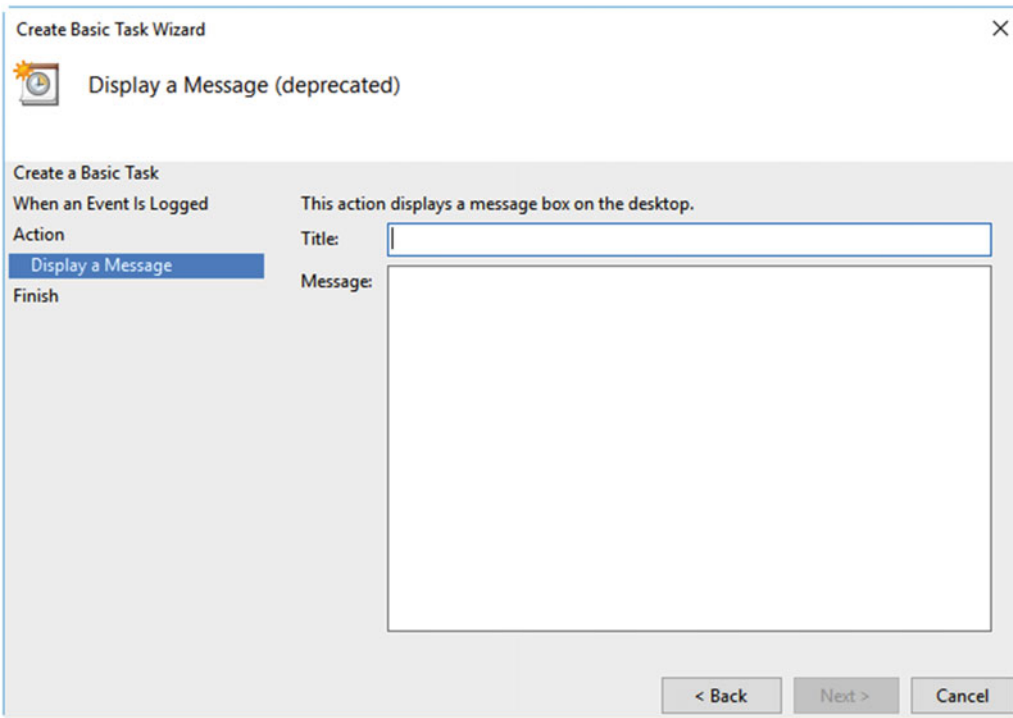 Create Basic Task Wizard
Display a Message (deprecated)
Create a Basic Task
When an Event Is Logged
Action
Display a Message
Finish
This action displays a message box on the desktop.
Title:
Message:
< Back
Next >
Cancel